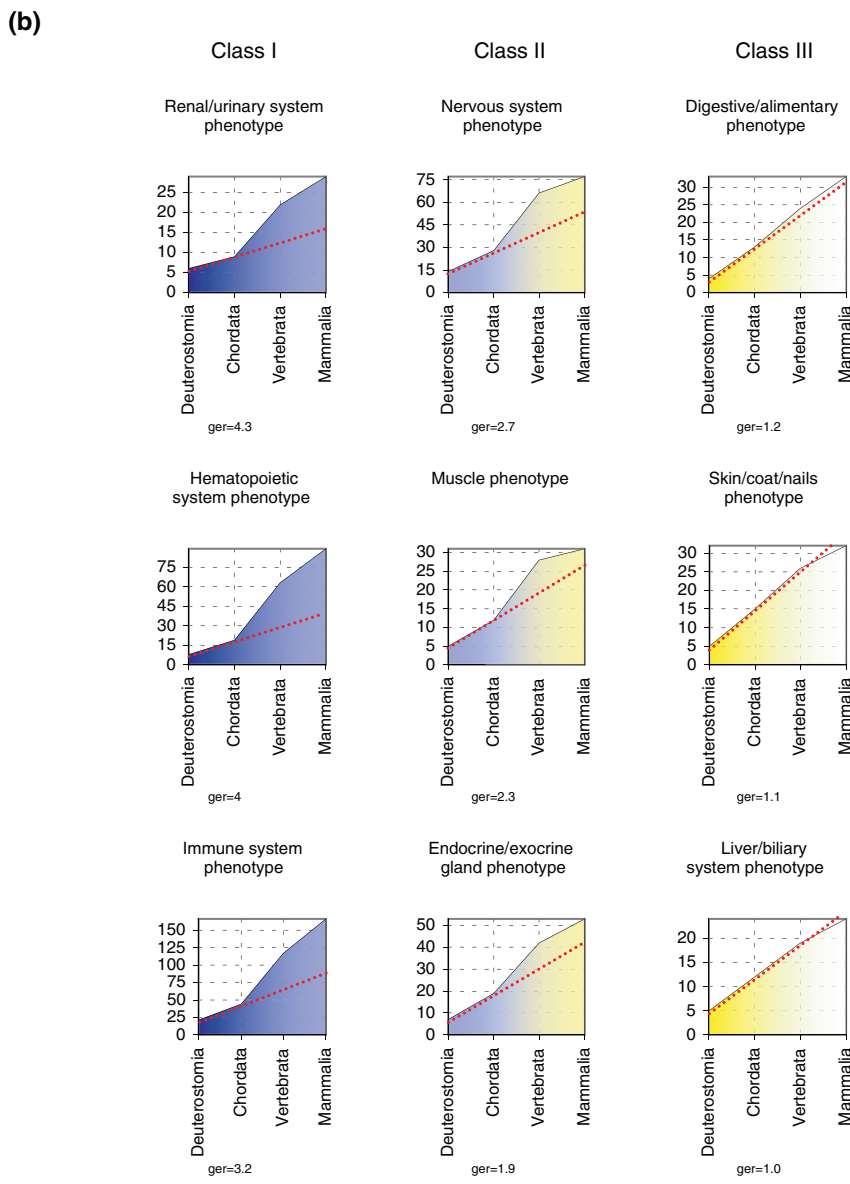 (b)
Class I
Class II
Class III
Renal/urinary system
phenotype
25
20
15
10
5
0
Deuterostomia
Chordata
Vertebrata
Mammalia
ger=4.3
Nervous system
phenotype
75
60
45
30
15
0
Deuterostomia
Chordata
Vertebrata
Mammalia
ger=2.7
Digestive/alimentary
phenotype
30
25
20
15
10
5
0
Deuterostomia
Chordata
Vertebrata
Mammalia
ger=1.2
Hematopoietic
system phenotype
75
60
45
30
15
0
Deuterostomia
Chordata
Vertebrata
Mammalia
ger=4
Muscle phenotype
30
25
20
15
10
5
0
Deuterostomia
Chordata
Vertebrata
Mammalia
ger=2.3
Skin/coat/nails
phenotype
30
25
20
15
10
5
0
Deuterostomia
Chordata
Vertebrata
Mammalia
ger=1.1
Immune system
phenotype
150
125
100
75
50
25
0
Deuterostomia
Chordata
Vertebrata
Mammalia
ger=3.2
Endocrine/exocrine
gland phenotype
50
40
30
20
10
0
Deuterostomia
Chordata
Vertebrata
Mammalia
ger=1.9
Liver/biliary
system phenotype
20
15
10
5
0
Deuterostomia
Chordata
Vertebrata
Mammalia
ger=1.0